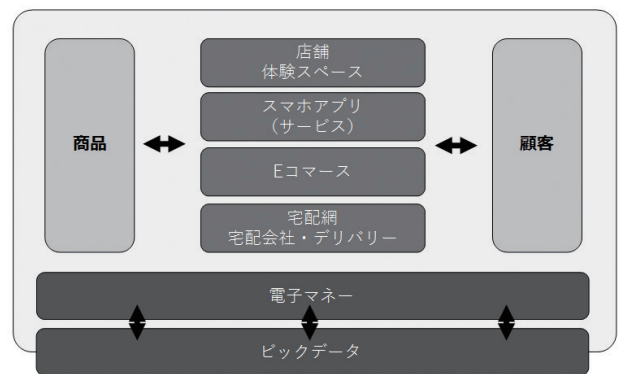 商品
店舗
体験スペース
スマホアプリ
（サービス）
Eコマース
宅配網
宅配会社・デリバリー
顧客
電子マネー
ビックデータ